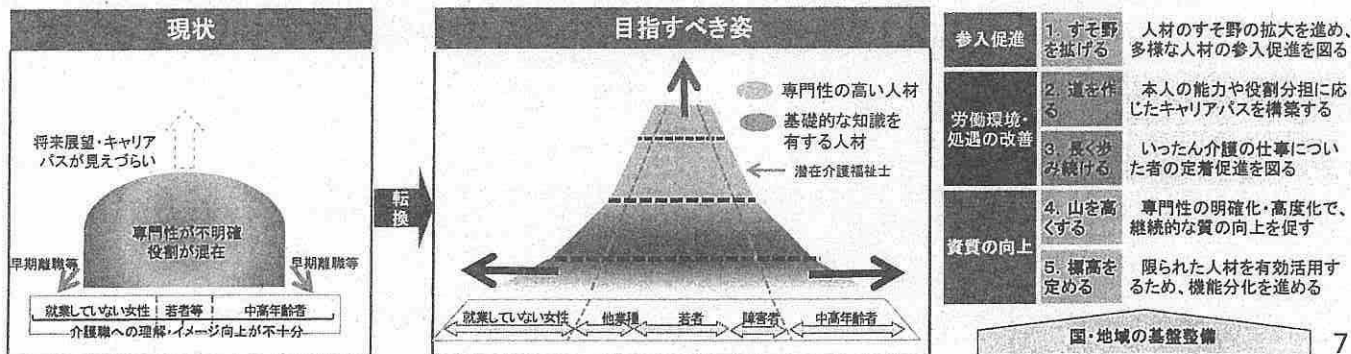 現状
将来展望・キャリア
パスが見えづらい
専門性が不明確
役割が混在
早期離職等
早期離職等
就業していない女性
若者等
中高年齢者
介護職への理解・イメージ向上が不十分
転換
目指すべき姿
専門性の高い人材
基礎的な知識を
有する人材
潜在介護福祉士
就業していない女性
他業種
若者
障害者
中高年齢者
参入促進
1. すそ野
を拡げる
人材のすそ野の拡大を進め、
多様な人材の参入促進を図る
労働環境・
処遇の改善
2. 道を作
る
本人の能力や役割分担に応
じたキャリアパスを構築する
3. 長く歩
み続ける
いったん介護の仕事につい
た者の定着促進を図る
資質の向上
4. 山を高
くする
専門性の明確化・高度化で、
継続的な質の向上を促す
5. 標高を
定める
限られた人材を有効活用す
るため、機能分化を進める
国・地域の基盤整備
7